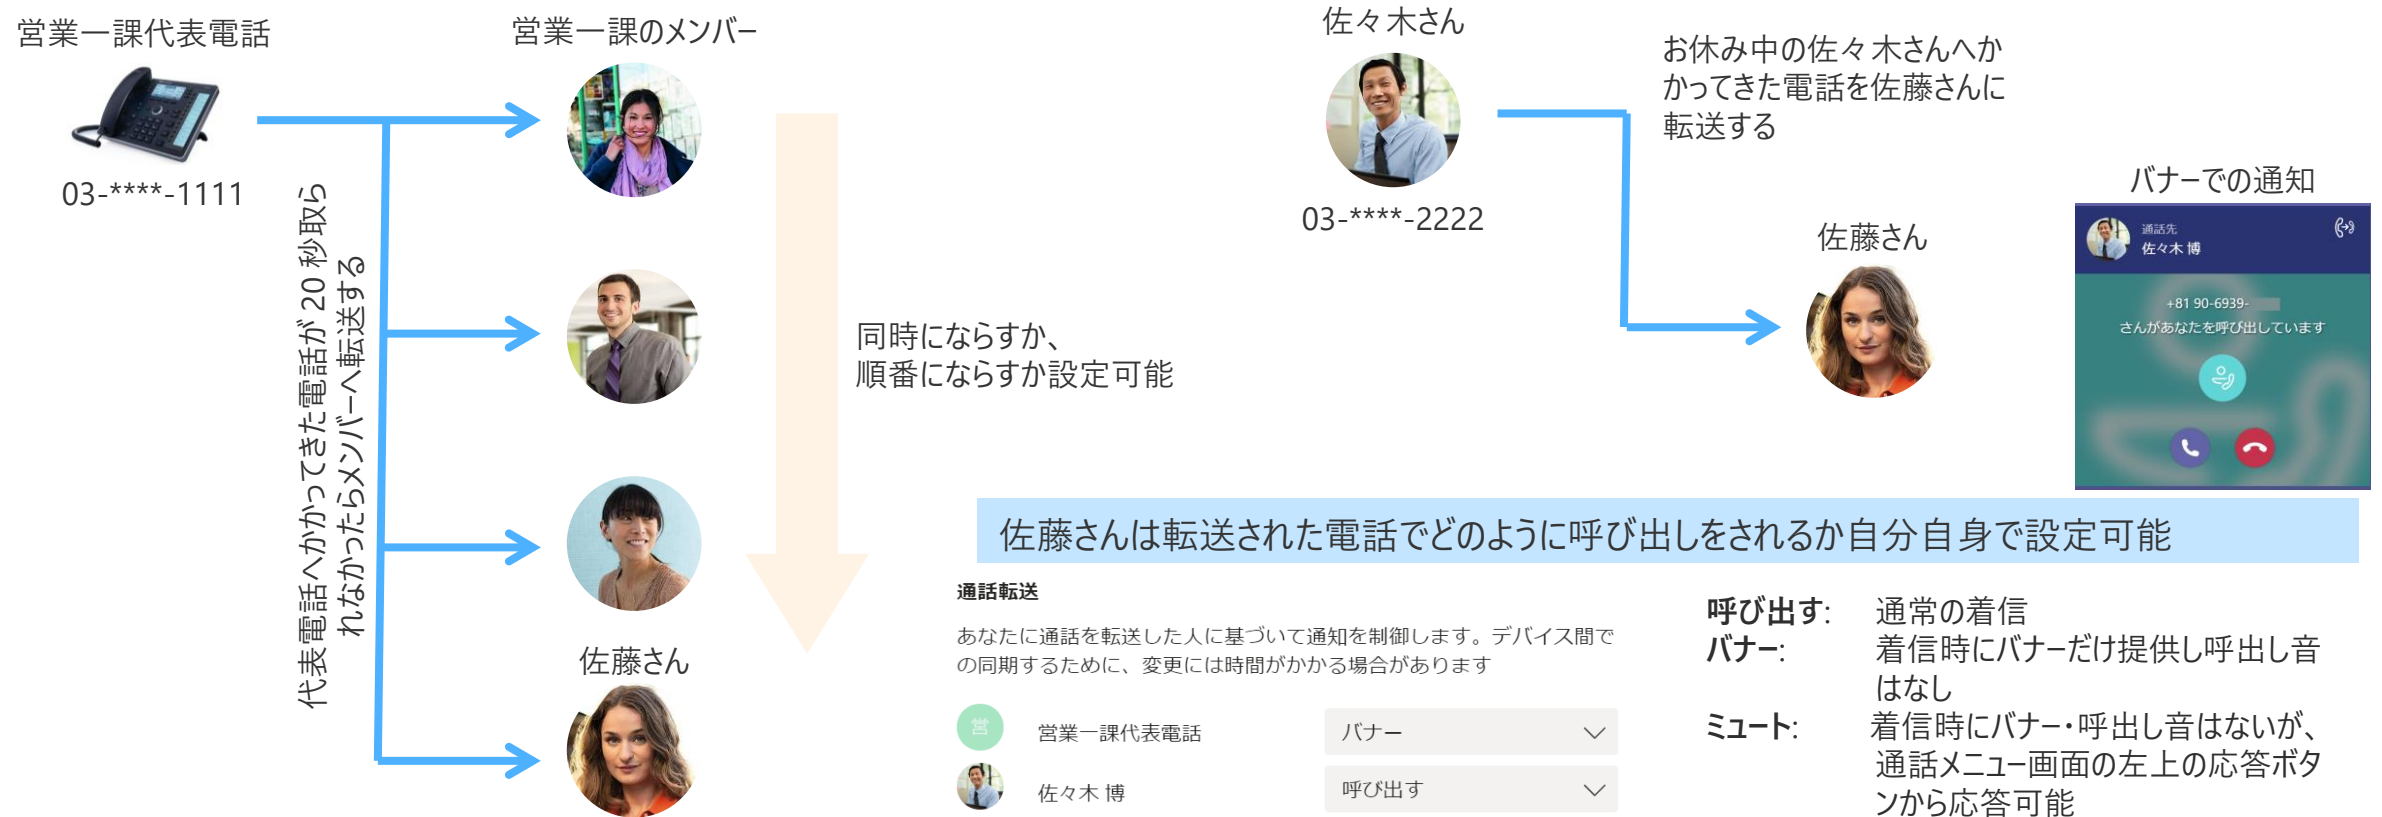 営業一課代表電話
03-****-1111
代表電話へかかってきた電話が 20 秒取ら
れなかったらメンバーへ転送する
営業一課のメンバー
佐藤さん
同時にならすか、
順番にならすか設定可能
佐々木さん
03-****-2222
お休み中の佐々木さんへか
かってきた電話を佐藤さんに
転送する
佐藤さん
バナーでの通知
通話先
佐々木 博
+81 90-6939-
さんがあなたを呼び出しています
佐藤さんは転送された電話でどのように呼び出しをされるか自分自身で設定可能
通話転送
あなたに通話を転送した人に基づいて通知を制御します。デバイス間で
の同期するために、変更には時間がかかる場合があります
営 営業一課代表電話 バナー
佐々木 博 呼び出す
呼び出す: 通常の着信
バナー: 着信時にバナーだけ提供し呼出し音
はなし
ミュート: 着信時にバナー・呼出し音はないが、
通話メニュー画面の左上の応答ボタ
ンから応答可能